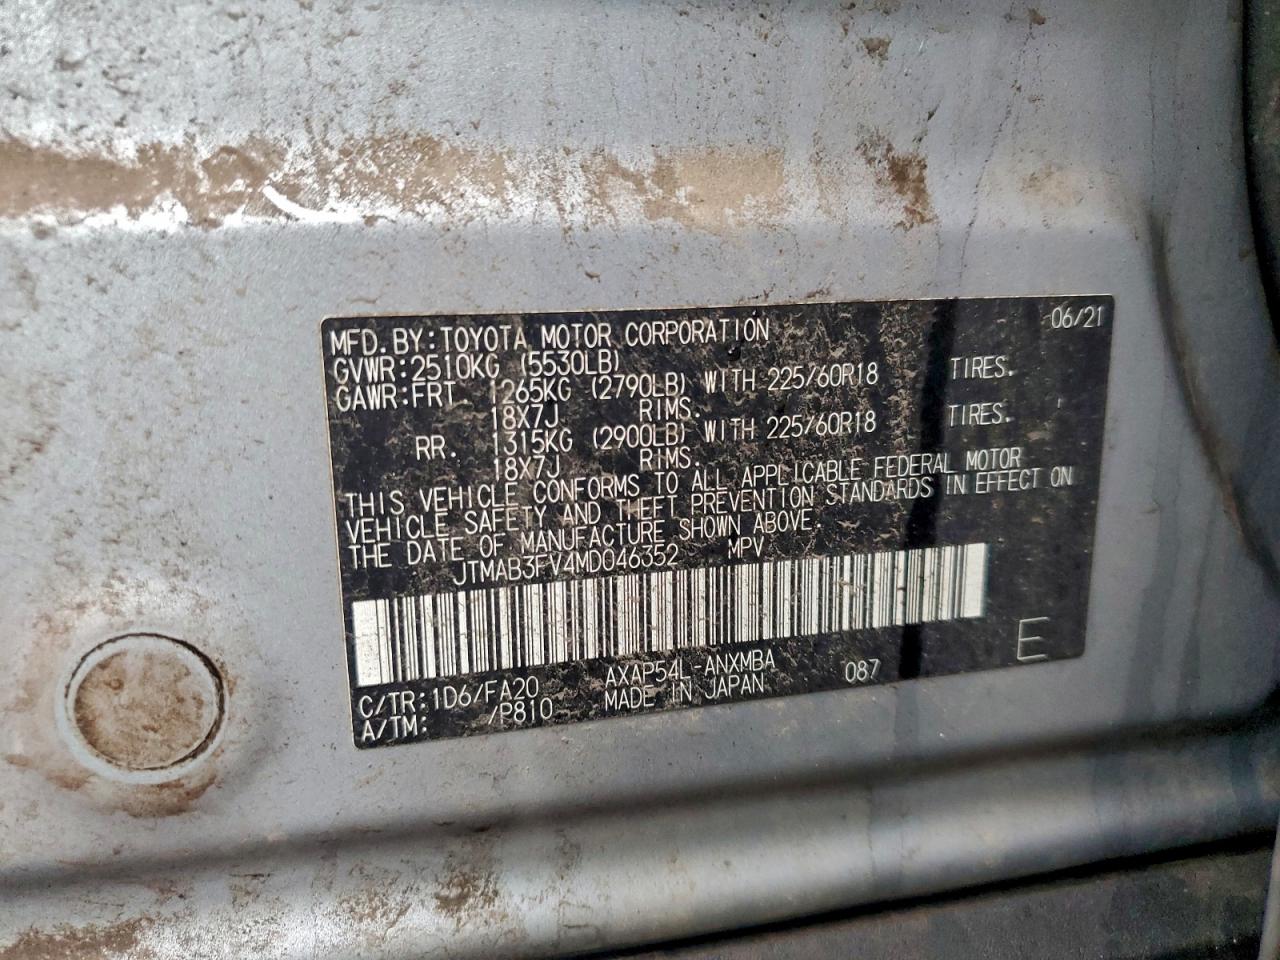 06/21
MFD. BY: TOYOTA MOTOR CORPORATION
GVWR: 2510KG (5530LB)
GAWR: FRT. 1265KG (2790LB) WITH 225/60R18 TIRES.
18X7J RIMS.
RR. 1315KG (2900LB) WITH 225/60R18 TIRES.
18X7J RIMS.
THIS VEHICLE CONFORMS TO ALL APPLICABLE FEDERAL MOTOR
VEHICLE SAFETY AND THEFT PREVENTION STANDARDS IN EFFECT ON
THE DATE OF MANUFACTURE SHOWN ABOVE.
JTMAB3FV4MD046352 MPV
C/TR: 1D6/FA20 AXAP54L-ANXMBA 087 E
A/TM: /P810 MADE IN JAPAN